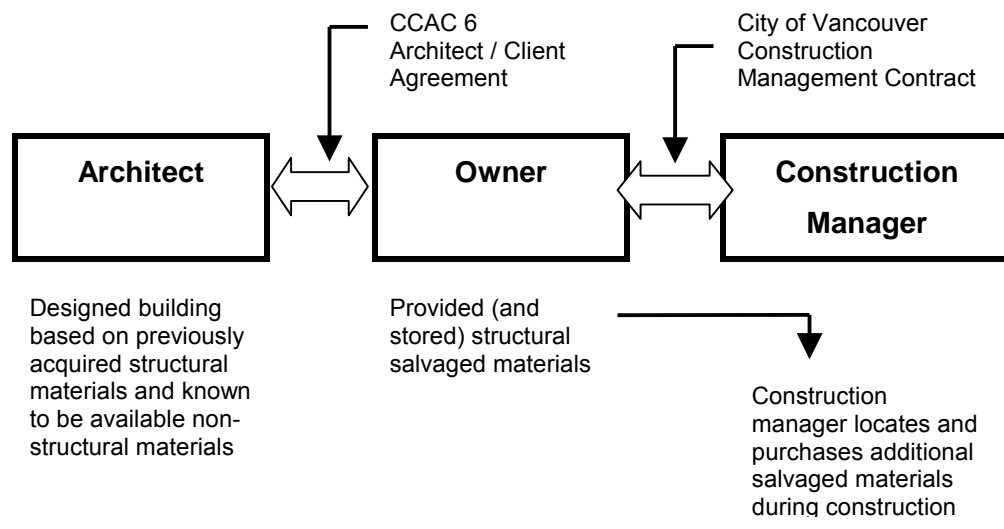 CCAC 6
Architect / Client
Agreement
City of Vancouver
Construction
Management Contract
Architect
Owner
Construction
Manager
Designed building
based on previously
acquired structural
materials and known
to be available non-
structural materials
Provided (and
stored) structural
salvaged materials
Construction
manager locates and
purchases additional
salvaged materials
during construction